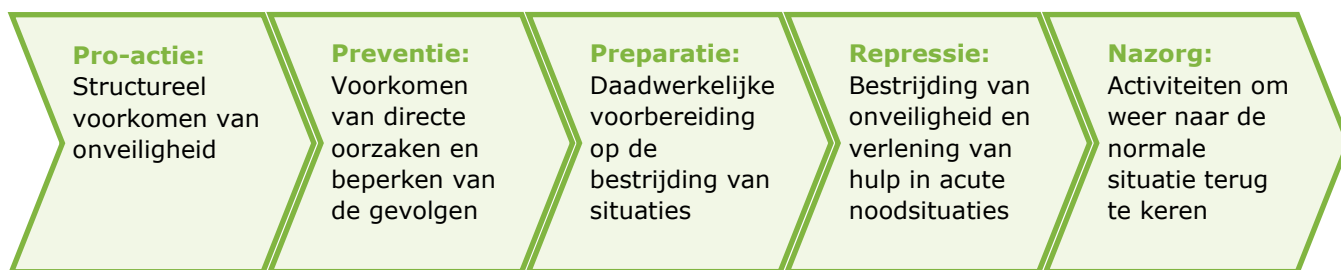 Pro-actie:
Structureel
voorkomen van
onveiligheid
Preventie:
Voorkomen
van directe
oorzaken en
beperken van
de gevolgen
Preparatie:
Daadwerkelijke
voorbereiding
op de
bestrijding van
situaties
Repressie:
Bestrijding van
onveiligheid en
verlening van
hulp in acute
noodsituaties
Nazorg:
Activiteiten om
weer naar de
normale
situatie terug
te keren